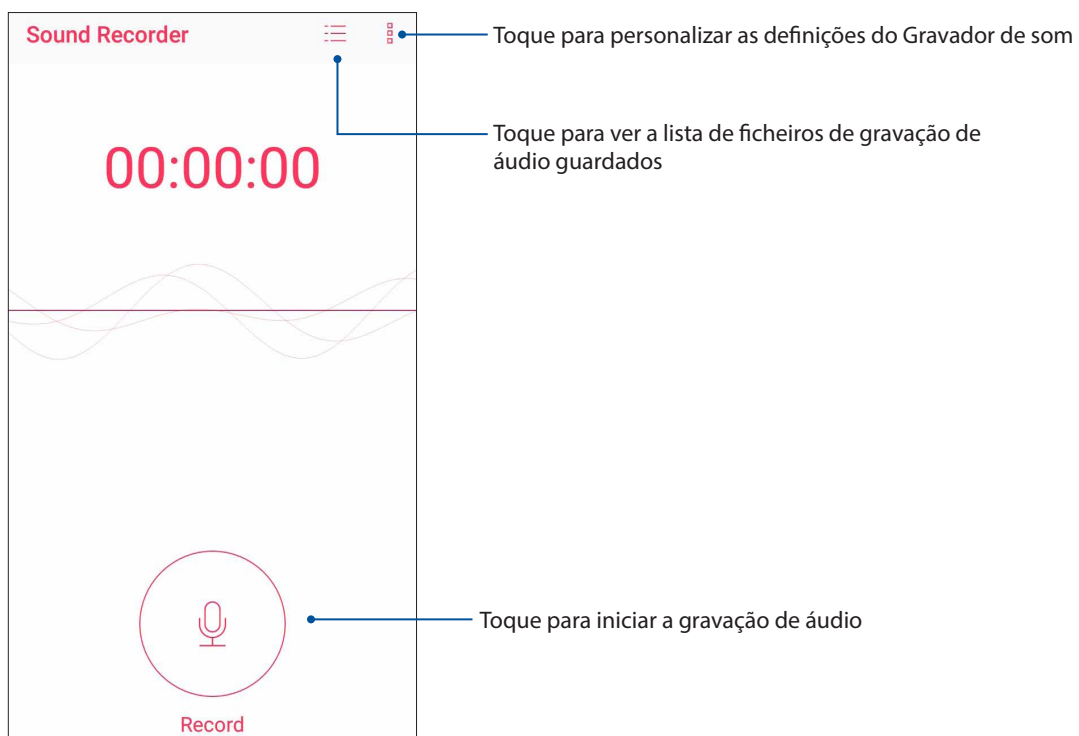 Sound Recorder
Toque para personalizar as definições do Gravador de som
Toque para ver a lista de ficheiros de gravação de
áudio guardados
00:00:00
Toque para iniciar a gravação de áudio
Record